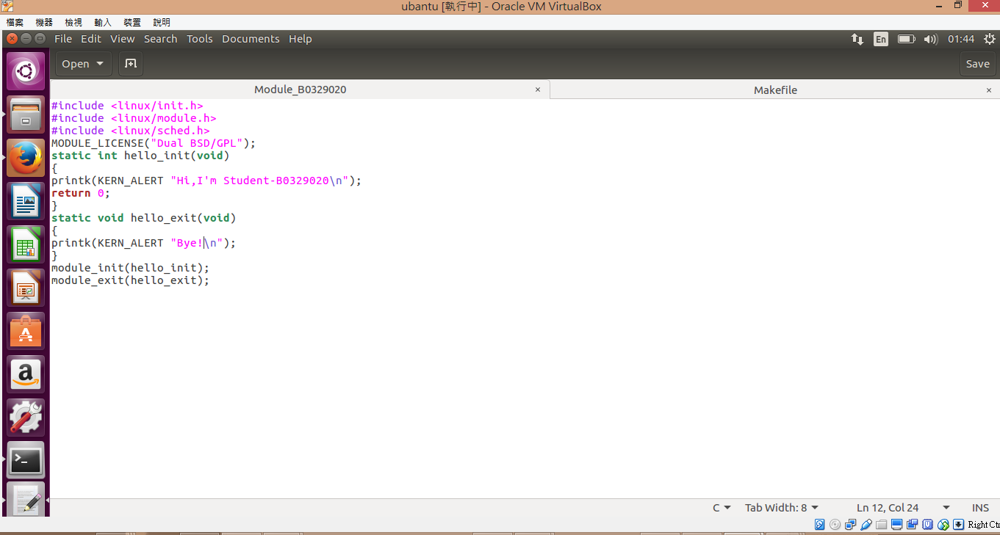 ubantu [執行中] - Oracle VM VirtualBox
檔案 機器 檢視 輸入 裝置 說明
File Edit View Search Tools Documents Help En 01:44
Open Save
Module_B0329020 × Makefile ×
#include <linux/init.h>
#include <linux/module.h>
#include <linux/sched.h>
MODULE_LICENSE("Dual BSD/GPL");
static int hello_init(void)
{
printk(KERN_ALERT "Hi,I'm Student-B0329020\n");
return 0;
}
static void hello_exit(void)
{
printk(KERN_ALERT "Bye!\n");
}
module_init(hello_init);
module_exit(hello_exit);
C Tab Width: 8 Ln 12, Col 24 INS
Right